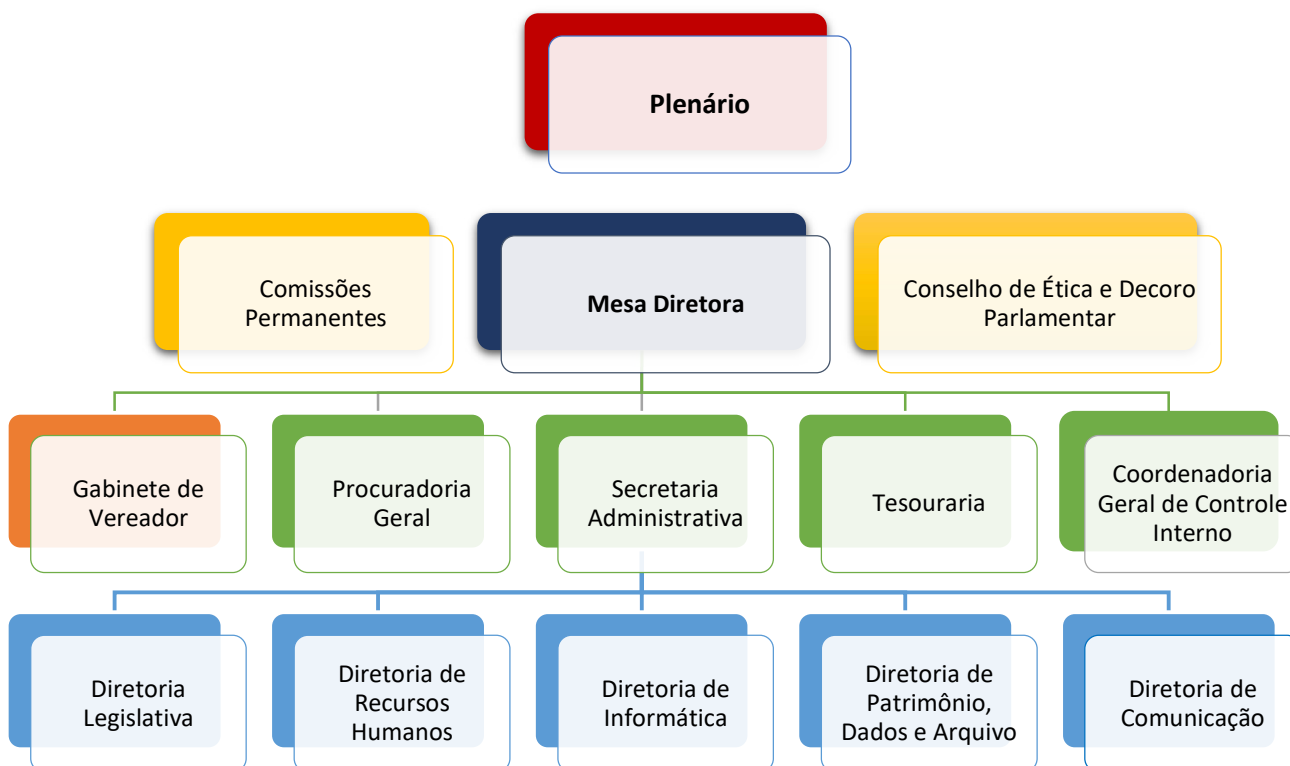 Plenário
Comissões
Permanentes
Mesa Diretora
Conselho de Ética e Decoro
Parlamentar
Gabinete de
Vereador
Procuradoria
Geral
Secretaria
Administrativa
Tesouraria
Coordenadoria
Geral de Controle
Interno
Diretoria
Legislativa
Diretoria de
Recursos
Humanos
Diretoria de
Informática
Diretoria de
Patrimônio,
Dados e Arquivo
Diretoria de
Comunicação